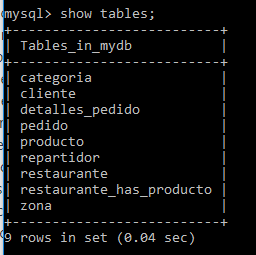 mysql> show tables;
+-------------------------+
| Tables_in_mydb          |
+-------------------------+
| categoria               |
| cliente                 |
| detalles_pedido         |
| pedido                  |
| producto                |
| repartidor              |
| restaurante             |
| restaurante_has_producto |
| zona                    |
+-------------------------+
9 rows in set (0.04 sec)